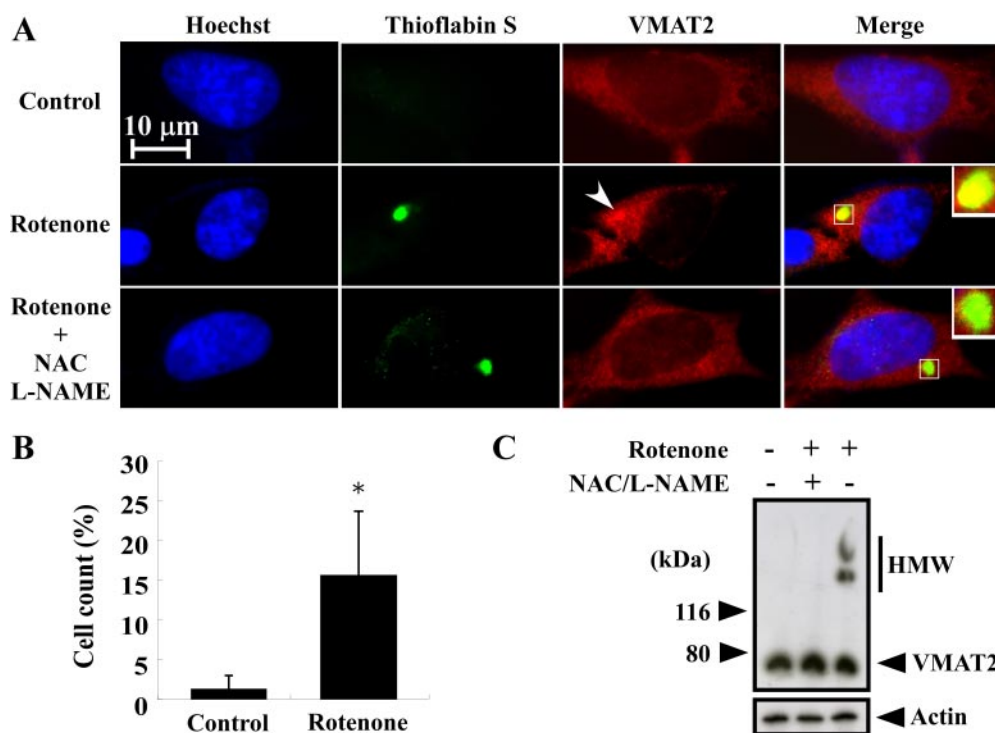 A
Hoechst Thioflabin S VMAT2 Merge
Control
10 μm
Rotenone
Rotenone
+
NAC
L-NAME
B
Cell count (%)
30
25
20
15
10
5
0
*
Control Rotenone
C
Rotenone - + +
NAC/L-NAME - + -
(kDa)
HMW
116
80
VMAT2
Actin